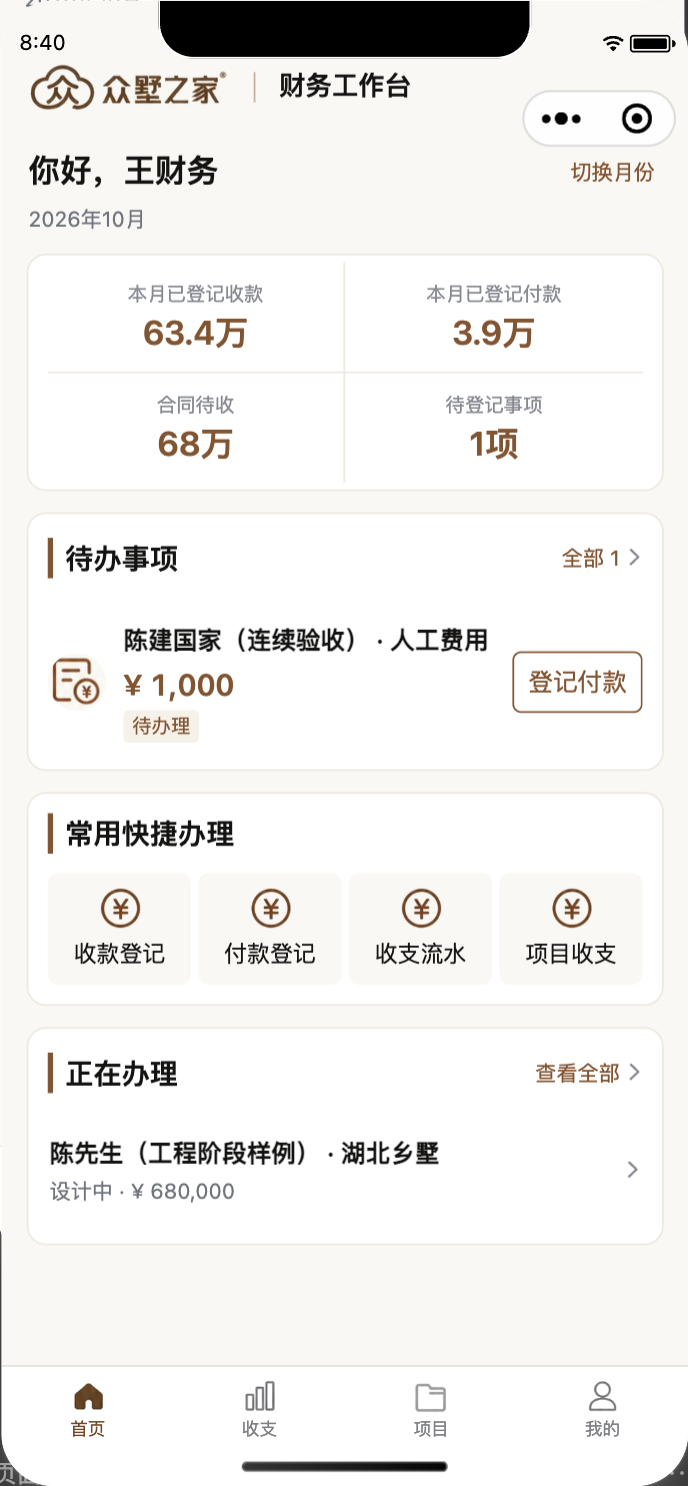 8:40
众墅之家® 财务工作台
你好，王财务
切换月份
2026年10月
本月已登记收款
本月已登记付款
63.4万
3.9万
合同待收
待登记事项
68万
1项
待办事项
全部 1
陈建国家（连续验收） · 人工费用
¥ 1,000
登记付款
待办理
常用快捷办理
收款登记
付款登记
收支流水
项目收支
正在办理
查看全部
陈先生（工程阶段样例） · 湖北乡墅
设计中 · ¥ 680,000
首页
收支
项目
我的